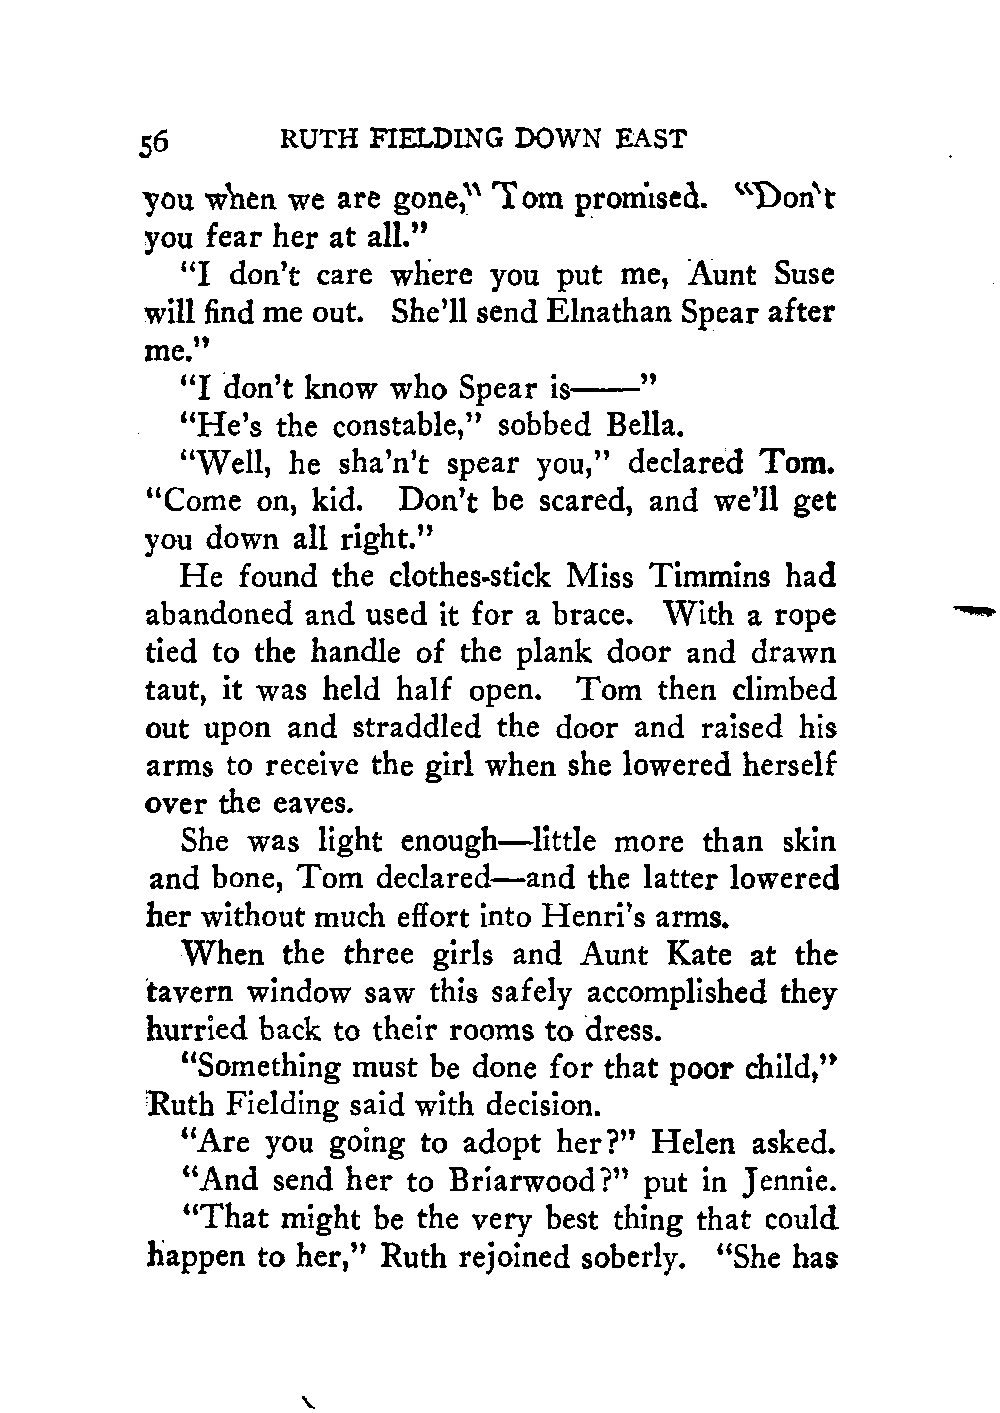 56 RUTH FIELDING DOWN EAST
you when we are gone," Tom promised. "Don't
you fear her at all."
"I don't care where you put me, Aunt Suse
will find me out. She'll send Elnathan Spear after
me."
"I don't know who Spear is——"
"He's the constable," sobbed Bella.
"Well, he sha'n't spear you," declared Tom.
"Come on, kid. Don't be scared, and we'll get
you down all right."
He found the clothes-stick Miss Timmins had
abandoned and used it for a brace. With a rope
tied to the handle of the plank door and drawn
taut, it was held half open. Tom then climbed
out upon and straddled the door and raised his
arms to receive the girl when she lowered herself
over the eaves.
She was light enough—little more than skin
and bone, Tom declared—and the latter lowered
her without much effort into Henri's arms.
When the three girls and Aunt Kate at the
tavern window saw this safely accomplished they
hurried back to their rooms to dress.
"Something must be done for that poor child,"
Ruth Fielding said with decision.
"Are you going to adopt her?" Helen asked.
"And send her to Briarwood?" put in Jennie.
"That might be the very best thing that could
happen to her," Ruth rejoined soberly. "She has